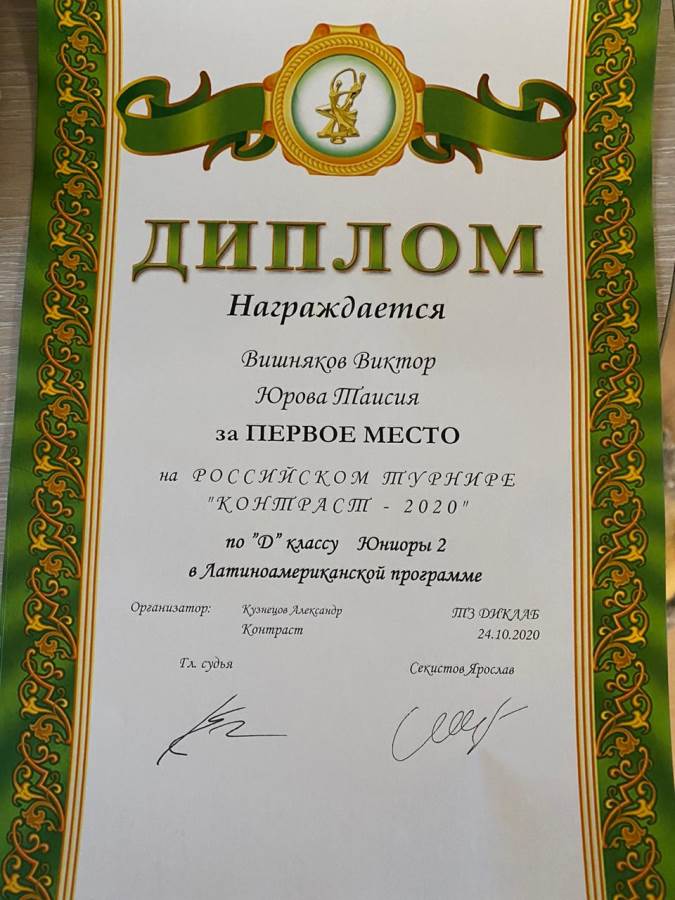 ДИПЛОМ
Награждается
Вишняков Виктор
Юрова Таисия
за ПЕРВОЕ МЕСТО
на РОССИЙСКОМ ТУРНИРЕ
"КОНТРАСТ - 2020"
по "D" классу Юниоры 2
в Латиноамериканской программе
Организатор: Кузнецов Александр ТЗ ДИКЛАБ
Контраст 24.10.2020
Гл. судья Секистов Ярослав